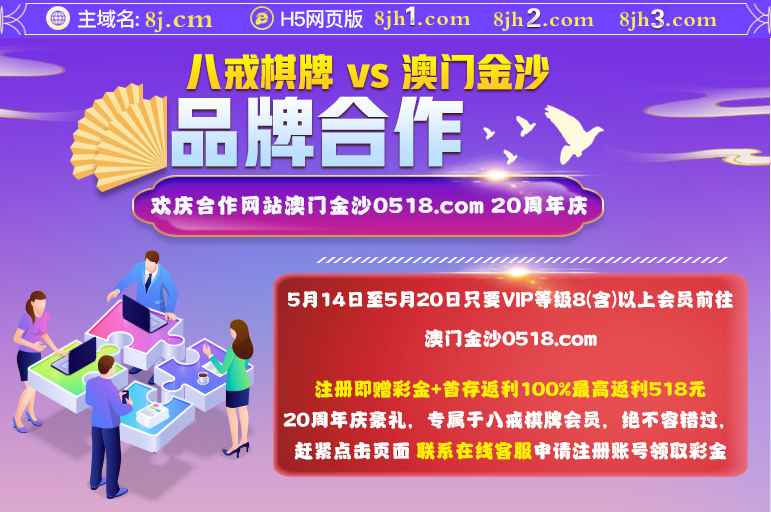 主域名: 8j.cm H5网页版 8jh1.com 8jh2.com 8jh3.com
八戒棋牌 vs 澳门金沙
品牌合作
欢庆合作网站澳门金沙0518.com 20周年庆
5月14日至5月20日只要VIP等级8(含)以上会员前往
澳门金沙0518.com
注册即赠彩金+首存返利100%最高返利518元
20周年庆豪礼，专属于八戒棋牌会员，绝不容错过，
赶紧点击页面 联系在线客服申请注册账号领取彩金